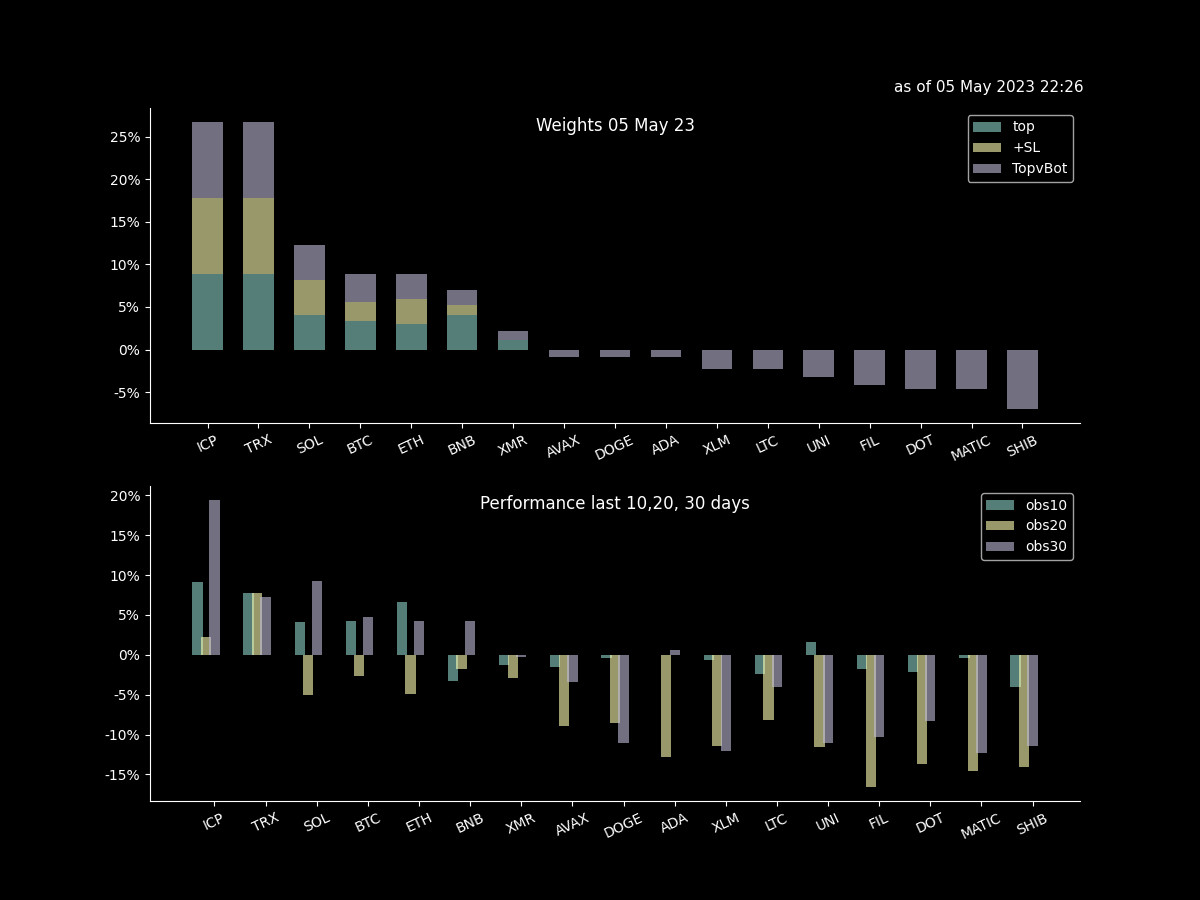 as of 05 May 2023 22:26
Weights 05 May 23
top
+SL
TopvBot
25%
20%
15%
10%
5%
0%
-5%
ICP TRX SOL BTC ETH BNB XMR AVAX DOGE ADA XLM LTC UNI FIL DOT MATIC SHIB
Performance last 10,20, 30 days
obs10
obs20
obs30
20%
15%
10%
5%
0%
-5%
-10%
-15%
ICP TRX SOL BTC ETH BNB XMR AVAX DOGE ADA XLM LTC UNI FIL DOT MATIC SHIB